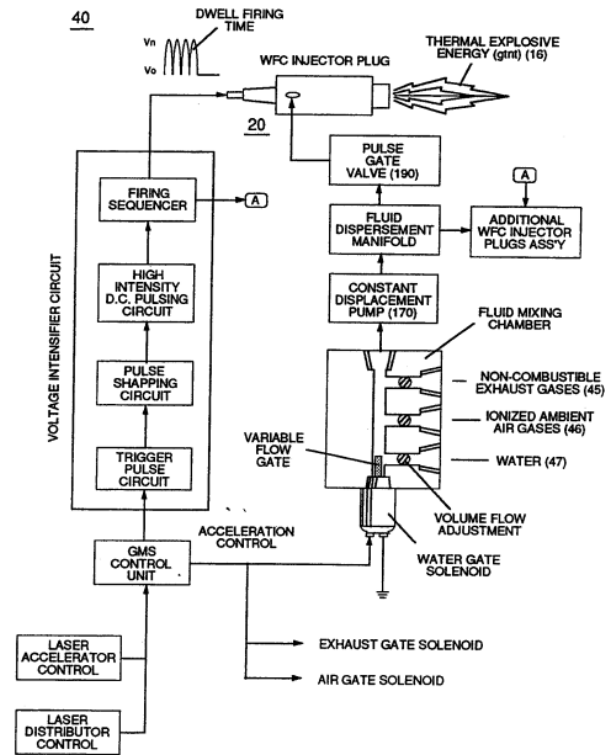 40
DWELL FIRING
TIME
Vn
Vo
WFC INJECTOR PLUG
THERMAL EXPLOSIVE
ENERGY (gtnt) (16)
20
PULSE
GATE
VALVE (190)
A
FIRING
SEQUENCER
A
FLUID
DISPERSEMENT
MANIFOLD
ADDITIONAL
WFC INJECTOR
PLUGS ASS'Y
VOLTAGE INTENSIFIER CIRCUIT
HIGH
INTENSITY
D.C. PULSING
CIRCUIT
CONSTANT
DISPLACEMENT
PUMP (170)
FLUID MIXING
CHAMBER
PULSE
SHAPPING
CIRCUIT
NON-COMBUSTIBLE
EXHAUST GASES (45)
IONIZED AMBIENT
AIR GASES (46)
VARIABLE
FLOW
GATE
WATER (47)
TRIGGER
PULSE
CIRCUIT
VOLUME FLOW
ADJUSTMENT
ACCELERATION
CONTROL
WATER GATE
SOLENOID
GMS
CONTROL
UNIT
EXHAUST GATE SOLENOID
LASER
ACCELERATOR
CONTROL
AIR GATE SOLENOID
LASER
DISTRIBUTOR
CONTROL